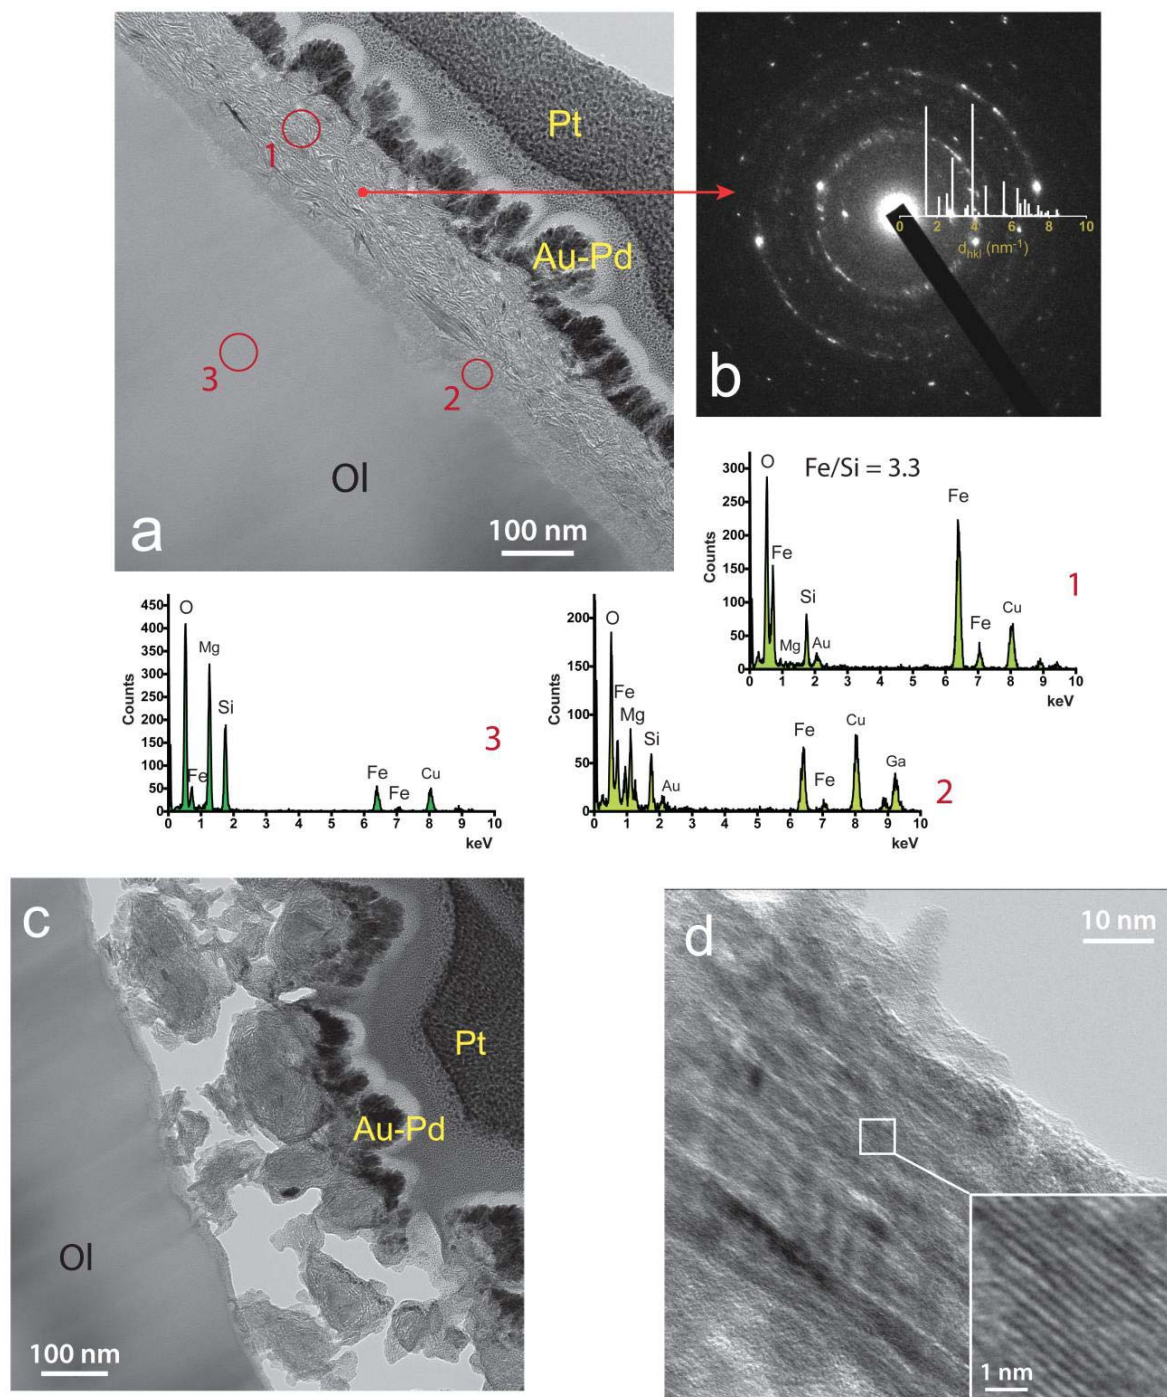 Pt
1
Au-Pd
3
2
Ol
a
100 nm
0 2 4 6 8 10
d_hkl (nm⁻¹)
b
Fe/Si = 3.3
300
250
200
150
100
50
0
Counts
O
Fe
Mg
Si
Au
Fe
Fe
Cu
0 1 2 3 4 5 6 7 8 9 10
keV
1
450
400
350
300
250
200
150
100
50
0
Counts
O
Fe
Mg
Si
Fe
Fe
Cu
0 1 2 3 4 5 6 7 8 9 10
keV
3
200
150
100
50
0
Counts
O
Fe
Mg
Si
Au
Fe
Fe
Cu
Ga
0 1 2 3 4 5 6 7 8 9 10
keV
2
c
Pt
Au-Pd
Ol
100 nm
d
10 nm
1 nm